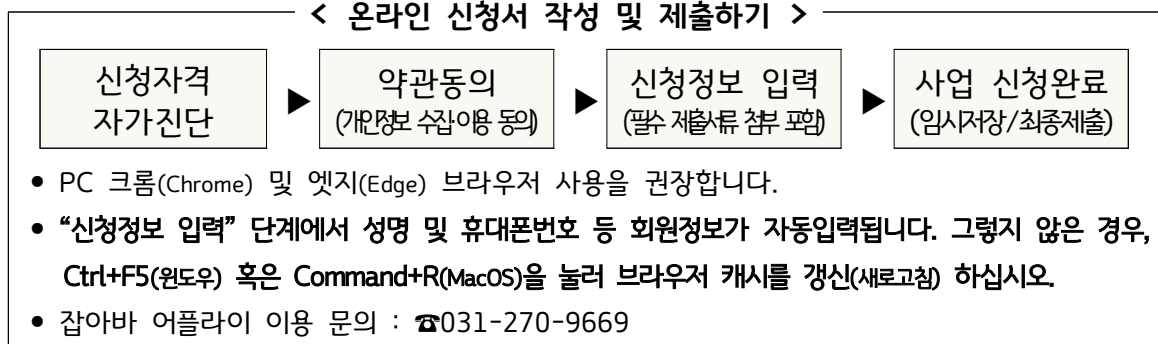 < 온라인 신청서 작성 및 제출하기 >
신청자격
자가진단
▶
약관동의
(개인정보 수집·이용 동의)
▶
신청정보 입력
(필수 제출서류 첨부 포함)
▶
사업 신청완료
(임시저장/최종제출)
• PC 크롬(Chrome) 및 엣지(Edge) 브라우저 사용을 권장합니다.
• “신청정보 입력” 단계에서 성명 및 휴대폰번호 등 회원정보가 자동입력됩니다. 그렇지 않은 경우,
Ctrl+F5(윈도우) 혹은 Command+R(MacOS)을 눌러 브라우저 캐시를 갱신(새로고침) 하십시오.
• 잡아바 어플라이 이용 문의 : ☎031-270-9669